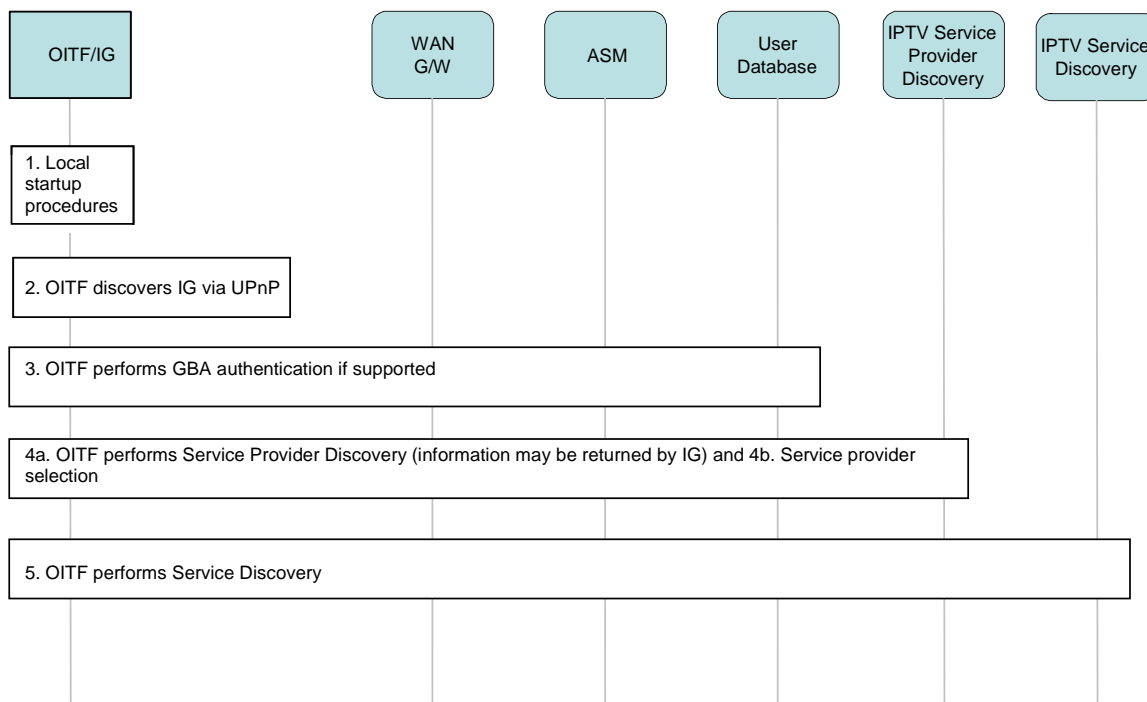 OITF/IG
WAN
G/W
ASM
User
Database
IPTV Service
Provider
Discovery
IPTV Service
Discovery
1. Local
startup
procedures
2. OITF discovers IG via UPnP
3. OITF performs GBA authentication if supported
4a. OITF performs Service Provider Discovery (information may be returned by IG) and 4b. Service provider
selection
5. OITF performs Service Discovery